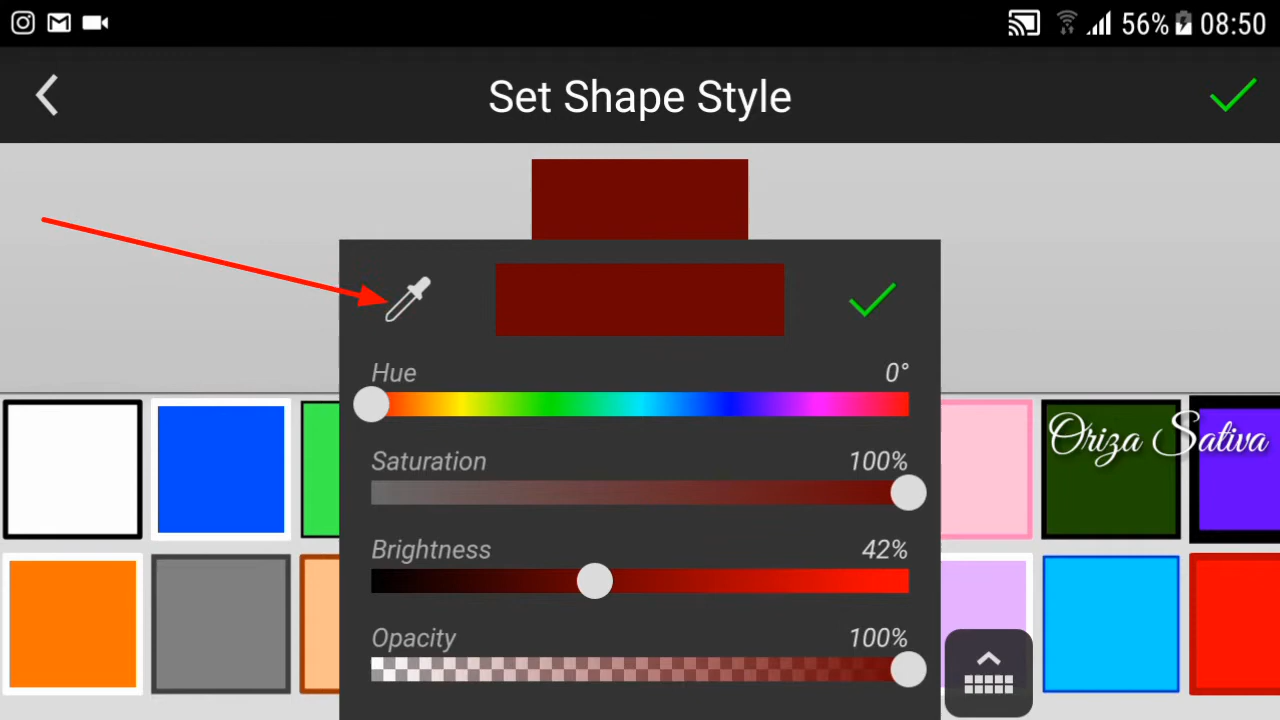 56% 08:50
Set Shape Style
Hue 0°
Saturation 100%
Oriza Sativa
Brightness 42%
Opacity 100%